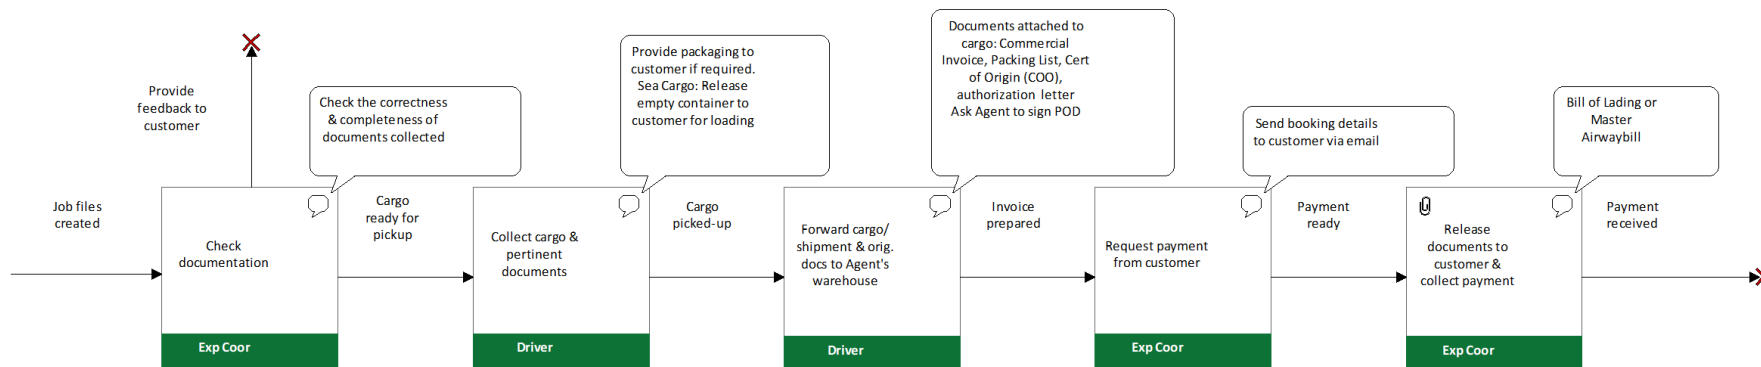 Provide
feedback to
customer
Check the correctness
& completeness of
documents collected
Provide packaging to
customer if required.
Sea Cargo: Release
empty container to
customer for loading
Documents attached to
cargo: Commercial
Invoice, Packing List, Cert
of Origin (COO),
authorization letter
Ask Agent to sign POD
Send booking details
to customer via email
Bill of Lading or
Master
Airwaybill
Job files
created
Check
documentation
Exp Coor
Cargo
ready for
pickup
Collect cargo &
pertinent
documents
Driver
Cargo
picked-up
Forward cargo/
shipment & orig.
docs to Agent's
warehouse
Driver
Invoice
prepared
Request payment
from customer
Exp Coor
Payment
ready
Release
documents to
customer &
collect payment
Exp Coor
Payment
received